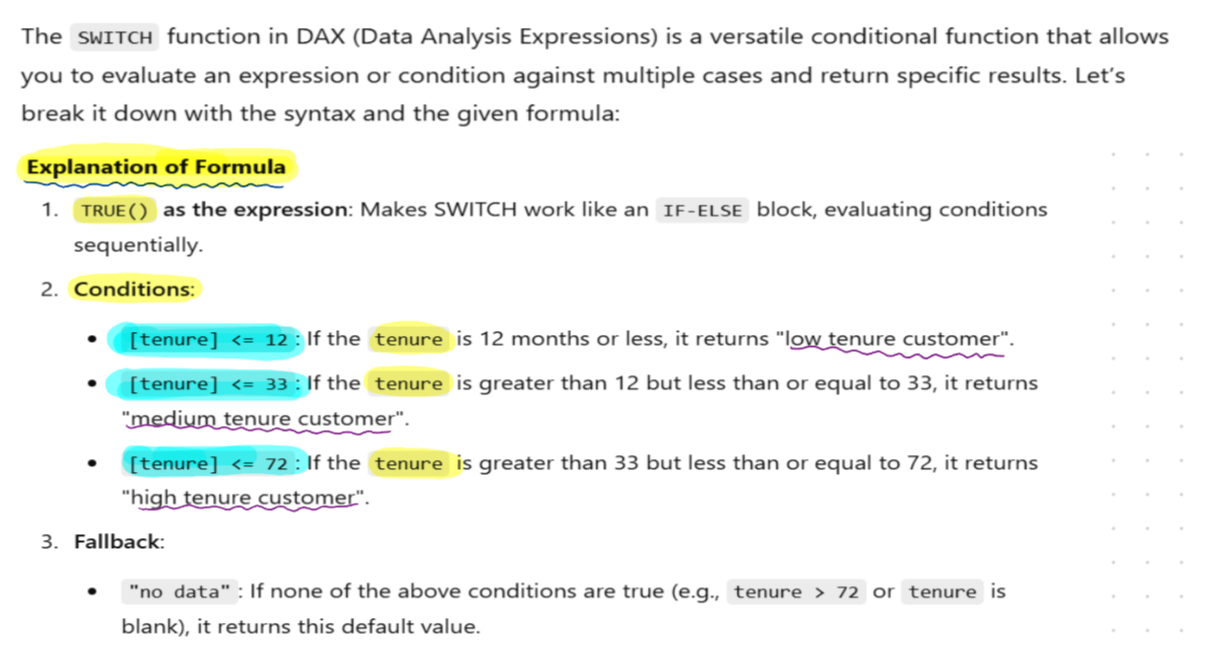 The SWITCH function in DAX (Data Analysis Expressions) is a versatile conditional function that allows
you to evaluate an expression or condition against multiple cases and return specific results. Let's
break it down with the syntax and the given formula:
Explanation of Formula
1. TRUE() as the expression: Makes SWITCH work like an IF-ELSE block, evaluating conditions
sequentially.
2. Conditions:
• [tenure] <= 12 : If the tenure is 12 months or less, it returns "low tenure customer".
• [tenure] <= 33 : If the tenure is greater than 12 but less than or equal to 33, it returns
"medium tenure customer".
• [tenure] <= 72 : If the tenure is greater than 33 but less than or equal to 72, it returns
"high tenure customer".
3. Fallback:
• "no data" : If none of the above conditions are true (e.g., tenure > 72 or tenure is
blank), it returns this default value.